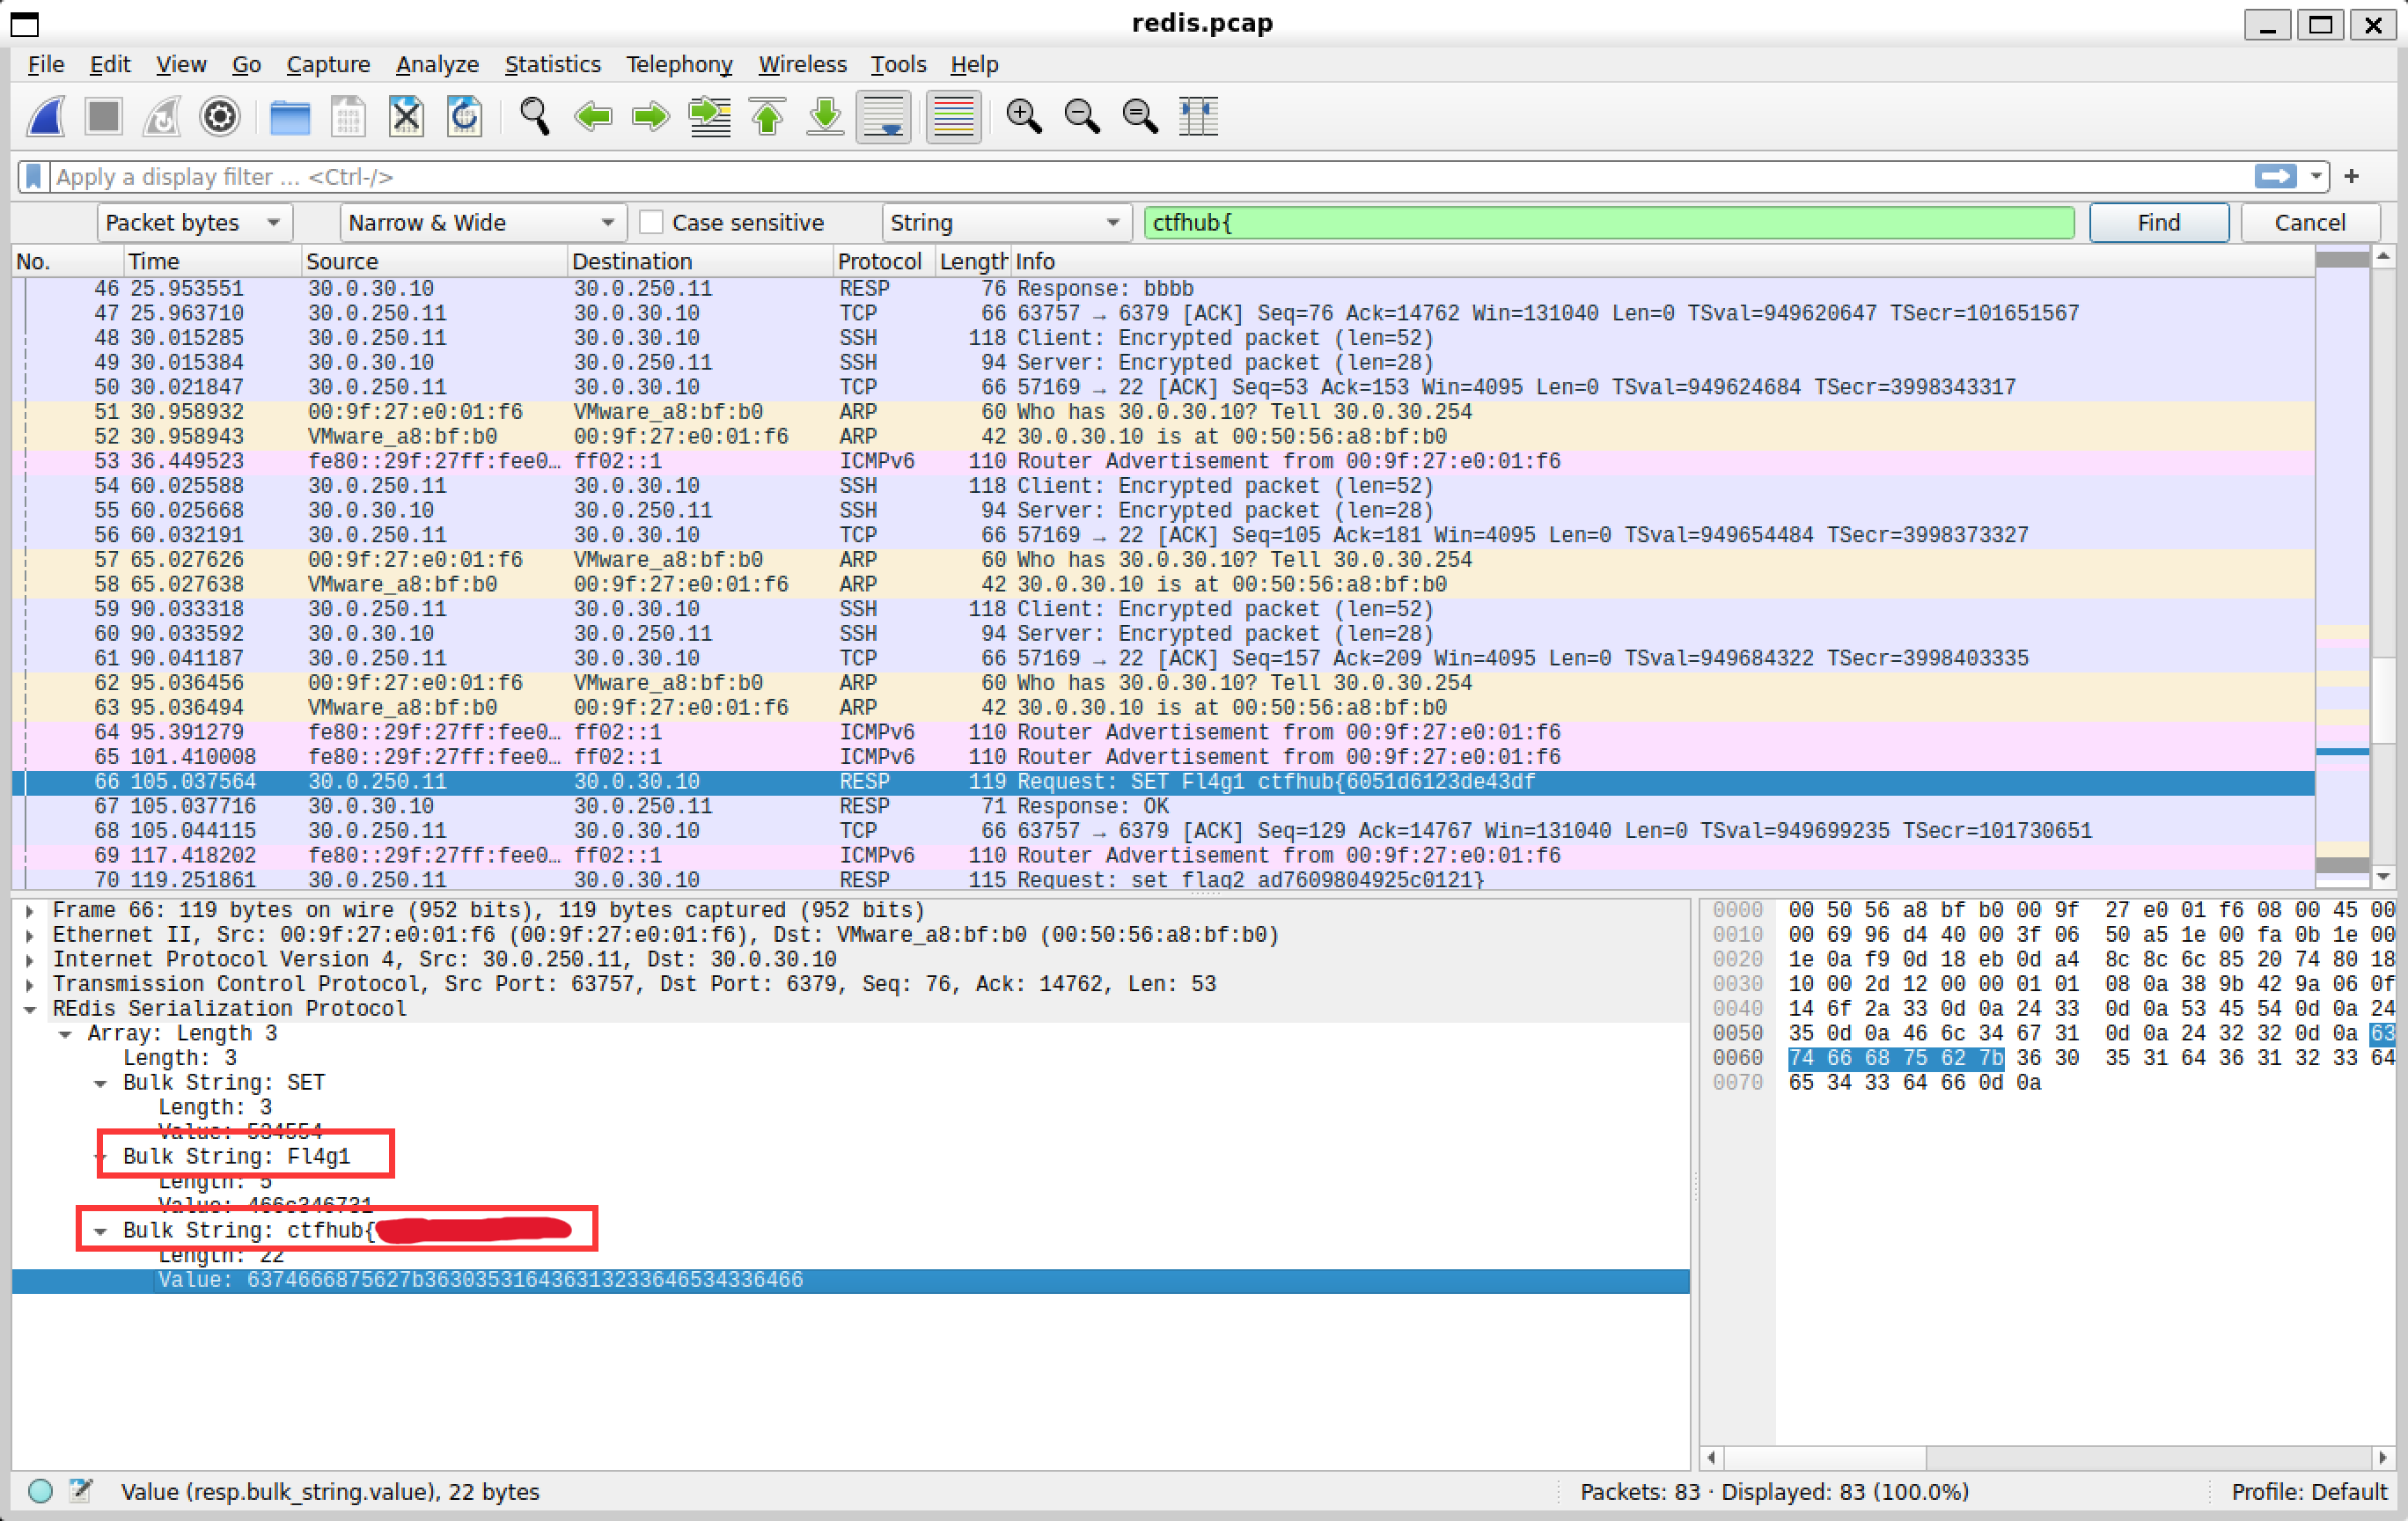 redis.pcap
File Edit View Go Capture Analyze Statistics Telephony Wireless Tools Help
Apply a display filter ... <Ctrl-/>
+
Packet bytes Narrow & Wide Case sensitive String ctfhub{ Find Cancel
No. Time Source Destination Protocol Length Info
46 25.953551 30.0.30.10 30.0.250.11 RESP 76 Response: bbbb
47 25.963710 30.0.250.11 30.0.30.10 TCP 66 63757 → 6379 [ACK] Seq=76 Ack=14762 Win=131040 Len=0 TSval=949620647 TSecr=101651567
48 30.015285 30.0.250.11 30.0.30.10 SSH 118 Client: Encrypted packet (len=52)
49 30.015384 30.0.30.10 30.0.250.11 SSH 94 Server: Encrypted packet (len=28)
50 30.021847 30.0.250.11 30.0.30.10 TCP 66 57169 → 22 [ACK] Seq=53 Ack=153 Win=4095 Len=0 TSval=949624684 TSecr=3998343317
51 30.958932 00:9f:27:e0:01:f6 VMware_a8:bf:b0 ARP 60 Who has 30.0.30.10? Tell 30.0.30.254
52 30.958943 VMware_a8:bf:b0 00:9f:27:e0:01:f6 ARP 42 30.0.30.10 is at 00:50:56:a8:bf:b0
53 36.449523 fe80::29f:27ff:fee0… ff02::1 ICMPv6 110 Router Advertisement from 00:9f:27:e0:01:f6
54 60.025588 30.0.250.11 30.0.30.10 SSH 118 Client: Encrypted packet (len=52)
55 60.025668 30.0.30.10 30.0.250.11 SSH 94 Server: Encrypted packet (len=28)
56 60.032191 30.0.250.11 30.0.30.10 TCP 66 57169 → 22 [ACK] Seq=105 Ack=181 Win=4095 Len=0 TSval=949654484 TSecr=3998373327
57 65.027626 00:9f:27:e0:01:f6 VMware_a8:bf:b0 ARP 60 Who has 30.0.30.10? Tell 30.0.30.254
58 65.027638 VMware_a8:bf:b0 00:9f:27:e0:01:f6 ARP 42 30.0.30.10 is at 00:50:56:a8:bf:b0
59 90.033318 30.0.250.11 30.0.30.10 SSH 118 Client: Encrypted packet (len=52)
60 90.033592 30.0.30.10 30.0.250.11 SSH 94 Server: Encrypted packet (len=28)
61 90.041187 30.0.250.11 30.0.30.10 TCP 66 57169 → 22 [ACK] Seq=157 Ack=209 Win=4095 Len=0 TSval=949684322 TSecr=3998403335
62 95.036456 00:9f:27:e0:01:f6 VMware_a8:bf:b0 ARP 60 Who has 30.0.30.10? Tell 30.0.30.254
63 95.036494 VMware_a8:bf:b0 00:9f:27:e0:01:f6 ARP 42 30.0.30.10 is at 00:50:56:a8:bf:b0
64 95.391279 fe80::29f:27ff:fee0… ff02::1 ICMPv6 110 Router Advertisement from 00:9f:27:e0:01:f6
65 101.410008 fe80::29f:27ff:fee0… ff02::1 ICMPv6 110 Router Advertisement from 00:9f:27:e0:01:f6
66 105.037564 30.0.250.11 30.0.30.10 RESP 119 Request: SET Fl4g1 ctfhub{6051d6123de43df
67 105.037716 30.0.30.10 30.0.250.11 RESP 71 Response: OK
68 105.044115 30.0.250.11 30.0.30.10 TCP 66 63757 → 6379 [ACK] Seq=129 Ack=14767 Win=131040 Len=0 TSval=949699235 TSecr=101730651
69 117.418202 fe80::29f:27ff:fee0… ff02::1 ICMPv6 110 Router Advertisement from 00:9f:27:e0:01:f6
70 119.251861 30.0.250.11 30.0.30.10 RESP 115 Request: set flag2 ad7609804925c0121}
Frame 66: 119 bytes on wire (952 bits), 119 bytes captured (952 bits)
Ethernet II, Src: 00:9f:27:e0:01:f6 (00:9f:27:e0:01:f6), Dst: VMware_a8:bf:b0 (00:50:56:a8:bf:b0)
Internet Protocol Version 4, Src: 30.0.250.11, Dst: 30.0.30.10
Transmission Control Protocol, Src Port: 63757, Dst Port: 6379, Seq: 76, Ack: 14762, Len: 53
REdis Serialization Protocol
Array: Length 3
Length: 3
Bulk String: SET
Length: 3
Value: 534554
Bulk String: Fl4g1
Length: 5
Value: 466c346731
Bulk String: ctfhub{
Length: 22
Value: 6374666875627b363035316436313233646534336466
0000 00 50 56 a8 bf b0 00 9f 27 e0 01 f6 08 00 45 00
0010 00 69 96 d4 40 00 3f 06 50 a5 1e 00 fa 0b 1e 00
0020 1e 0a f9 0d 18 eb 0d a4 8c 8c 6c 85 20 74 80 18
0030 10 00 2d 12 00 00 01 01 08 0a 38 9b 42 9a 06 0f
0040 14 6f 2a 33 0d 0a 24 33 0d 0a 53 45 54 0d 0a 24
0050 35 0d 0a 46 6c 34 67 31 0d 0a 24 32 32 0d 0a 63
0060 74 66 68 75 62 7b 36 30 35 31 64 36 31 32 33 64
0070 65 34 33 64 66 0d 0a
Value (resp.bulk_string.value), 22 bytes Packets: 83 · Displayed: 83 (100.0%) Profile: Default